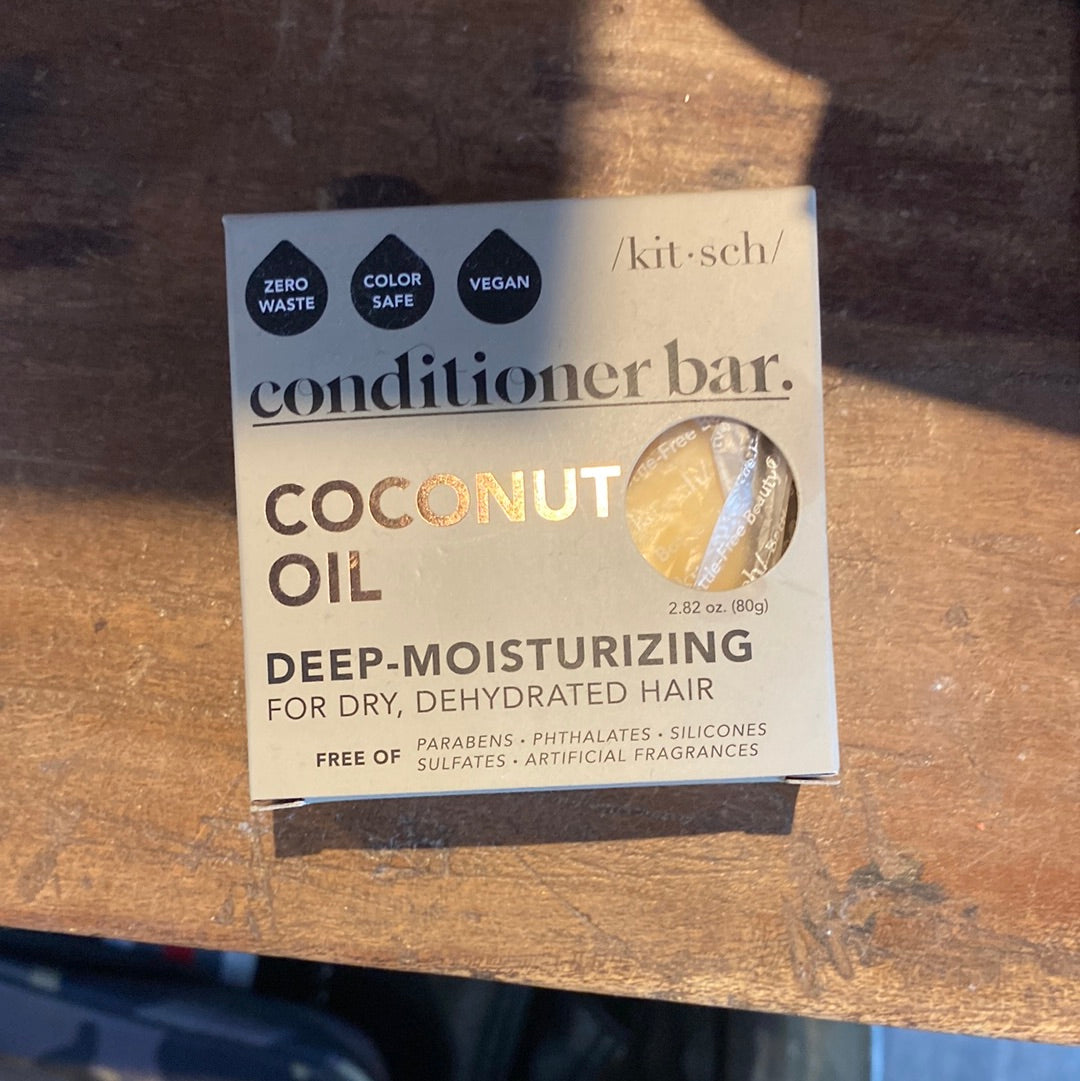 ZERO
WASTE
COLOR
SAFE
VEGAN
/kit·sch/
conditioner bar.
COCONUT
OIL
2.82 oz. (80g)
DEEP-MOISTURIZING
FOR DRY, DEHYDRATED HAIR
FREE OF
PARABENS • PHTHALATES • SILICONES
SULFATES • ARTIFICIAL FRAGRANCES